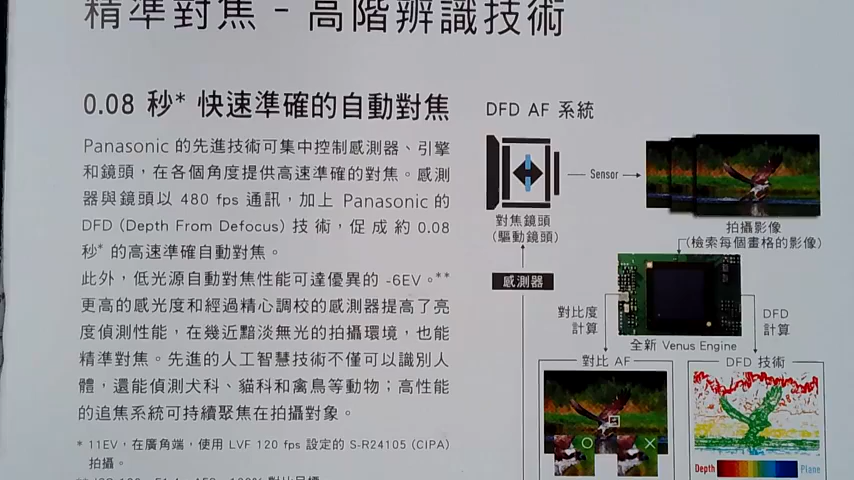 精準對焦 - 高階辨識技術
0.08 秒* 快速準確的自動對焦
Panasonic 的先進技術可集中控制感測器、引擎
和鏡頭，在各個角度提供高速準確的對焦。感測
器與鏡頭以 480 fps 通訊，加上 Panasonic 的
DFD (Depth From Defocus) 技術，促成約 0.08
秒* 的高速準確自動對焦。
此外，低光源自動對焦性能可達優異的 -6EV。**
更高的感光度和經過精心調校的感測器提高了亮
度偵測性能，在幾近黯淡無光的拍攝環境，也能
精準對焦。先進的人工智慧技術不僅可以識別人
體，還能偵測犬科、貓科和禽鳥等動物；高性能
的追焦系統可持續聚焦在拍攝對象。
* 11EV，在廣角端，使用 LVF 120 fps 設定的 S-R24105 (CIPA)
拍攝。
DFD AF 系統
Sensor
對焦鏡頭
(驅動鏡頭)
拍攝影像
(檢索每個畫格的影像)
感測器
對比度
計算
DFD
計算
全新 Venus Engine
對比 AF
DFD 技術
Depth
Plane